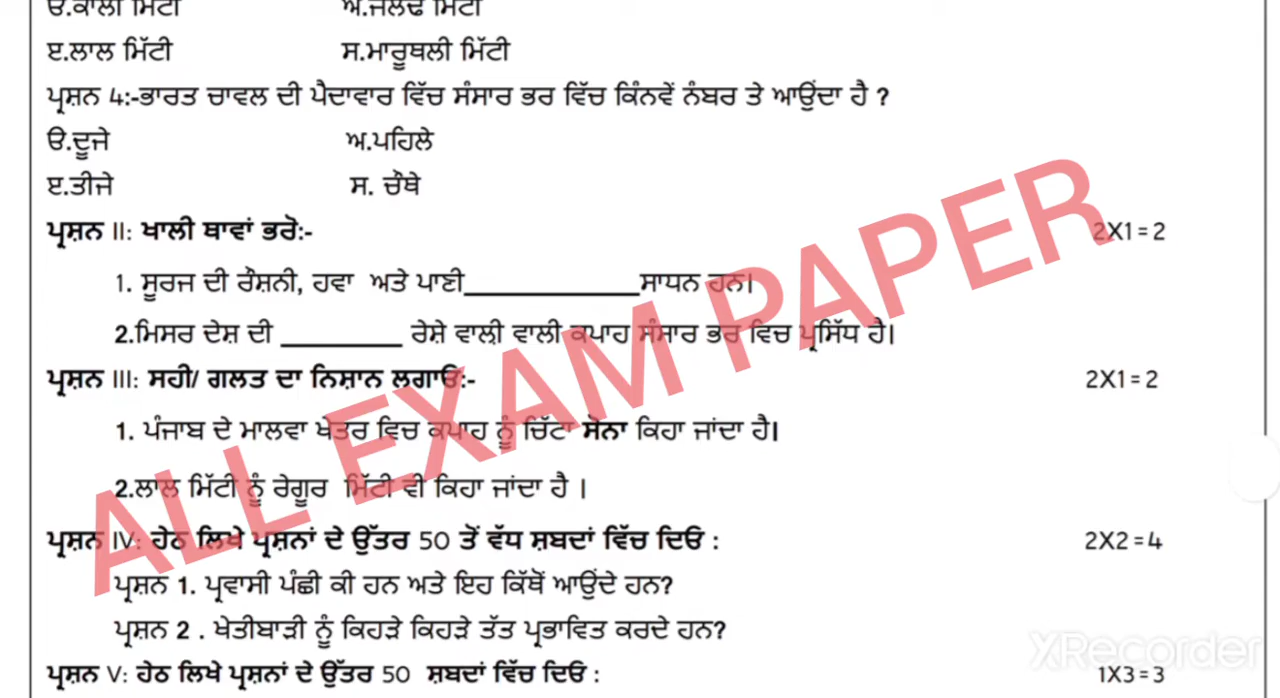 ੳ.ਕਾਲੀ ਮਿੱਟੀ ਅ.ਜਲੋਢ ਮਿੱਟੀ
ੲ.ਲਾਲ ਮਿੱਟੀ ਸ.ਮਾਰੂਥਲੀ ਮਿੱਟੀ
ਪ੍ਰਸ਼ਨ 4:-ਭਾਰਤ ਚਾਵਲ ਦੀ ਪੈਦਾਵਾਰ ਵਿੱਚ ਸੰਸਾਰ ਭਰ ਵਿੱਚ ਕਿੰਨਵੇਂ ਨੰਬਰ ਤੇ ਆਉਂਦਾ ਹੈ ?
ੳ.ਦੂਜੇ ਅ.ਪਹਿਲੇ
ੲ.ਤੀਜੇ ਸ. ਚੌਥੇ
ਪ੍ਰਸ਼ਨ II: ਖਾਲੀ ਥਾਵਾਂ ਭਰੋ:- 2X1=2
1. ਸੂਰਜ ਦੀ ਰੌਸ਼ਨੀ, ਹਵਾ ਅਤੇ ਪਾਣੀ____________ਸਾਧਨ ਹਨ।
2.ਮਿਸਰ ਦੇਸ਼ ਦੀ ________ ਰੇਸ਼ੇ ਵਾਲੀ਼ ਵਾਲੀ ਕਪਾਹ ਸੰਸਾਰ ਭਰ ਵਿਚ ਪ੍ਰਸਿੱਧ ਹੈ।
ਪ੍ਰਸ਼ਨ III: ਸਹੀ/ ਗਲਤ ਦਾ ਨਿਸ਼ਾਨ ਲਗਾਓ:- 2X1=2
1. ਪੰਜਾਬ ਦੇ ਮਾਲਵਾ ਖੇਤਰ ਵਿਚ ਕਪਾਹ ਨੂੰ ਚਿੱਟਾ ਸੋਨਾ ਕਿਹਾ ਜਾਂਦਾ ਹੈ।
2.ਲਾਲ ਮਿੱਟੀ ਨੂੰ ਰੇਗੂਰ ਮਿੱਟੀ ਵੀ ਕਿਹਾ ਜਾਂਦਾ ਹੈ ।
ਪ੍ਰਸ਼ਨ IV: ਹੇਠ ਲਿਖੇ ਪ੍ਰਸ਼ਨਾਂ ਦੇ ਉੱਤਰ 50 ਤੋਂ ਵੱਧ ਸ਼ਬਦਾਂ ਵਿੱਚ ਦਿਓ : 2X2=4
ਪ੍ਰਸ਼ਨ 1. ਪ੍ਰਵਾਸੀ ਪੰਛੀ ਕੀ ਹਨ ਅਤੇ ਇਹ ਕਿੱਥੋਂ ਆਉਂਦੇ ਹਨ?
ਪ੍ਰਸ਼ਨ 2 . ਖੇਤੀਬਾੜੀ ਨੂੰ ਕਿਹੜੇ ਕਿਹੜੇ ਤੱਤ ਪ੍ਰਭਾਵਿਤ ਕਰਦੇ ਹਨ?
ਪ੍ਰਸ਼ਨ V: ਹੇਠ ਲਿਖੇ ਪ੍ਰਸ਼ਨਾਂ ਦੇ ਉੱਤਰ 50 ਸ਼ਬਦਾਂ ਵਿੱਚ ਦਿਓ : 1X3=3
ALL EXAM PAPER
XRecorder